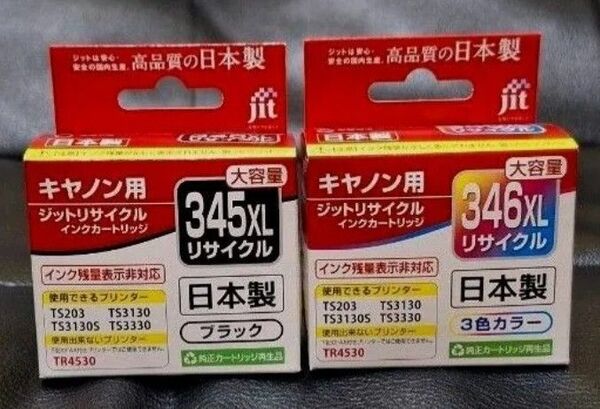 ジットは安心・
安全の国内生産。
高品質の日本製
jit
日本製
キヤノン用
ジットリサイクル
インクカートリッジ
大容量
345XL
リサイクル
インク残量表示非対応
使用できるプリンター
TS203 TS3130
TS3130S TS3330
使用出来ないプリンター
TR4530
日本製
ブラック
純正カートリッジ再生品
ジットは安心・
安全の国内生産。
高品質の日本製
jit
日本製
キヤノン用
ジットリサイクル
インクカートリッジ
大容量
346XL
リサイクル
インク残量表示非対応
使用できるプリンター
TS203 TS3130
TS3130S TS3330
使用出来ないプリンター
TR4530
日本製
3色カラー
純正カートリッジ再生品